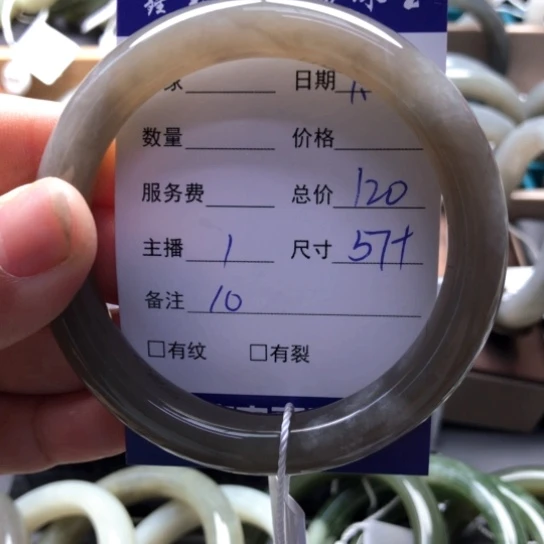 日期
数量 价格
服务费 总价 120
主播 1 尺寸 57+
备注 10
□有纹 □有裂